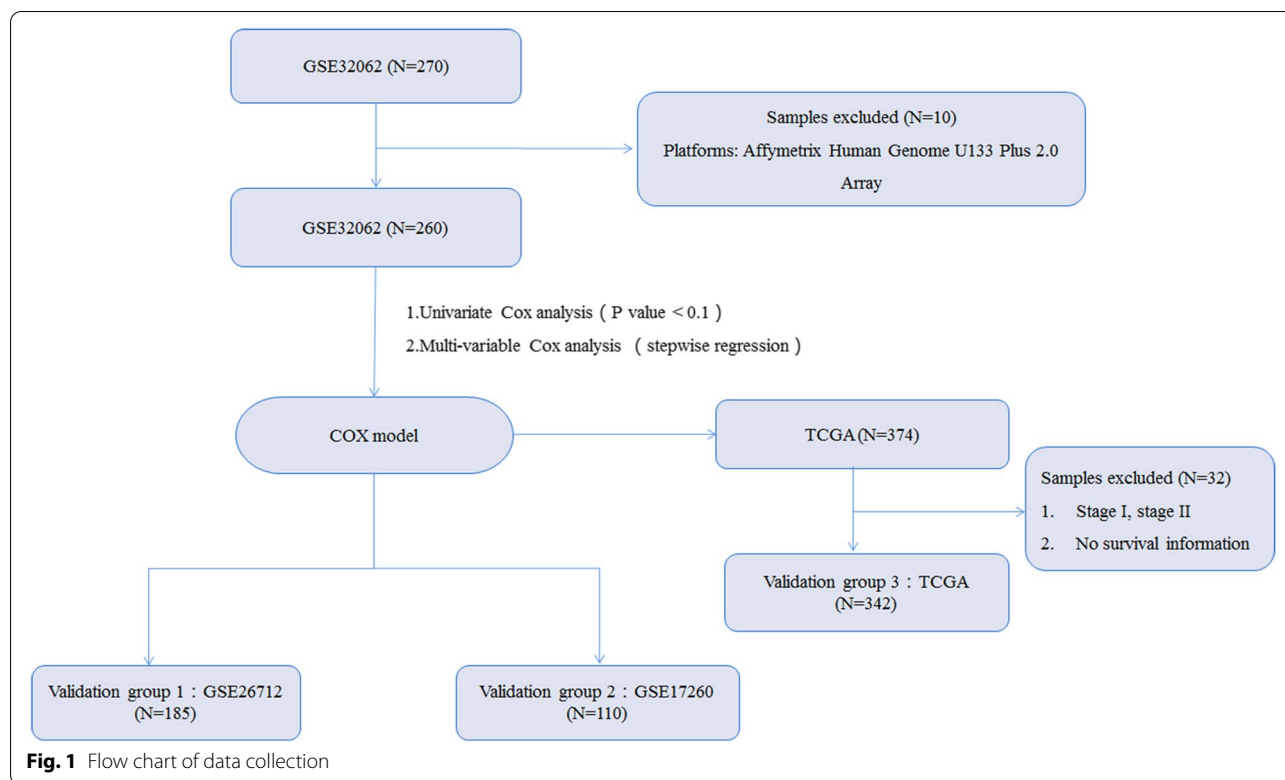 GSE32062 (N=270)
Samples excluded (N=10)
Platforms: Affymetrix Human Genome U133 Plus 2.0
Array
GSE32062 (N=260)
1.Univariate Cox analysis ( P value < 0.1 )
2.Multi-variable Cox analysis ( stepwise regression )
COX model
TCGA (N=374)
Samples excluded (N=32)
1. Stage I, stage II
2. No survival information
Validation group 3 : TCGA
(N=342)
Validation group 1 : GSE26712
(N=185)
Validation group 2 : GSE17260
(N=110)
Fig. 1 Flow chart of data collection